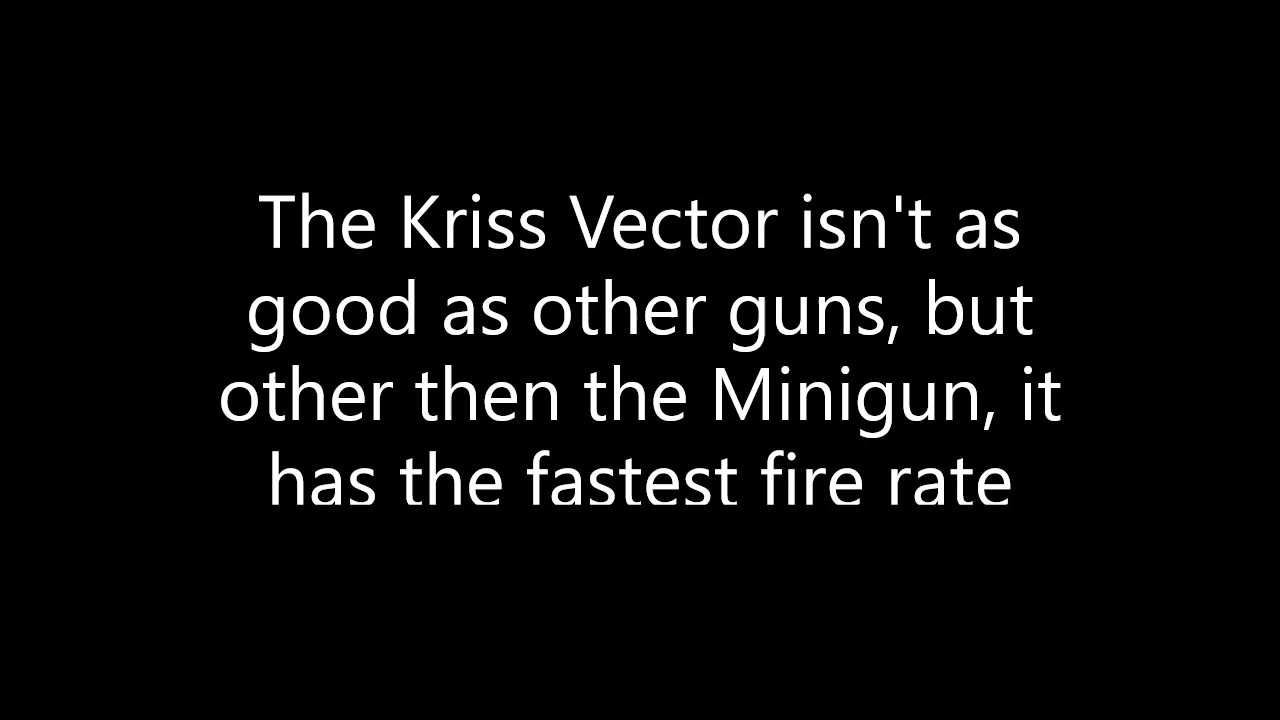 The Kriss Vector isn't as
good as other guns, but
other then the Minigun, it
has the fastest fire rate